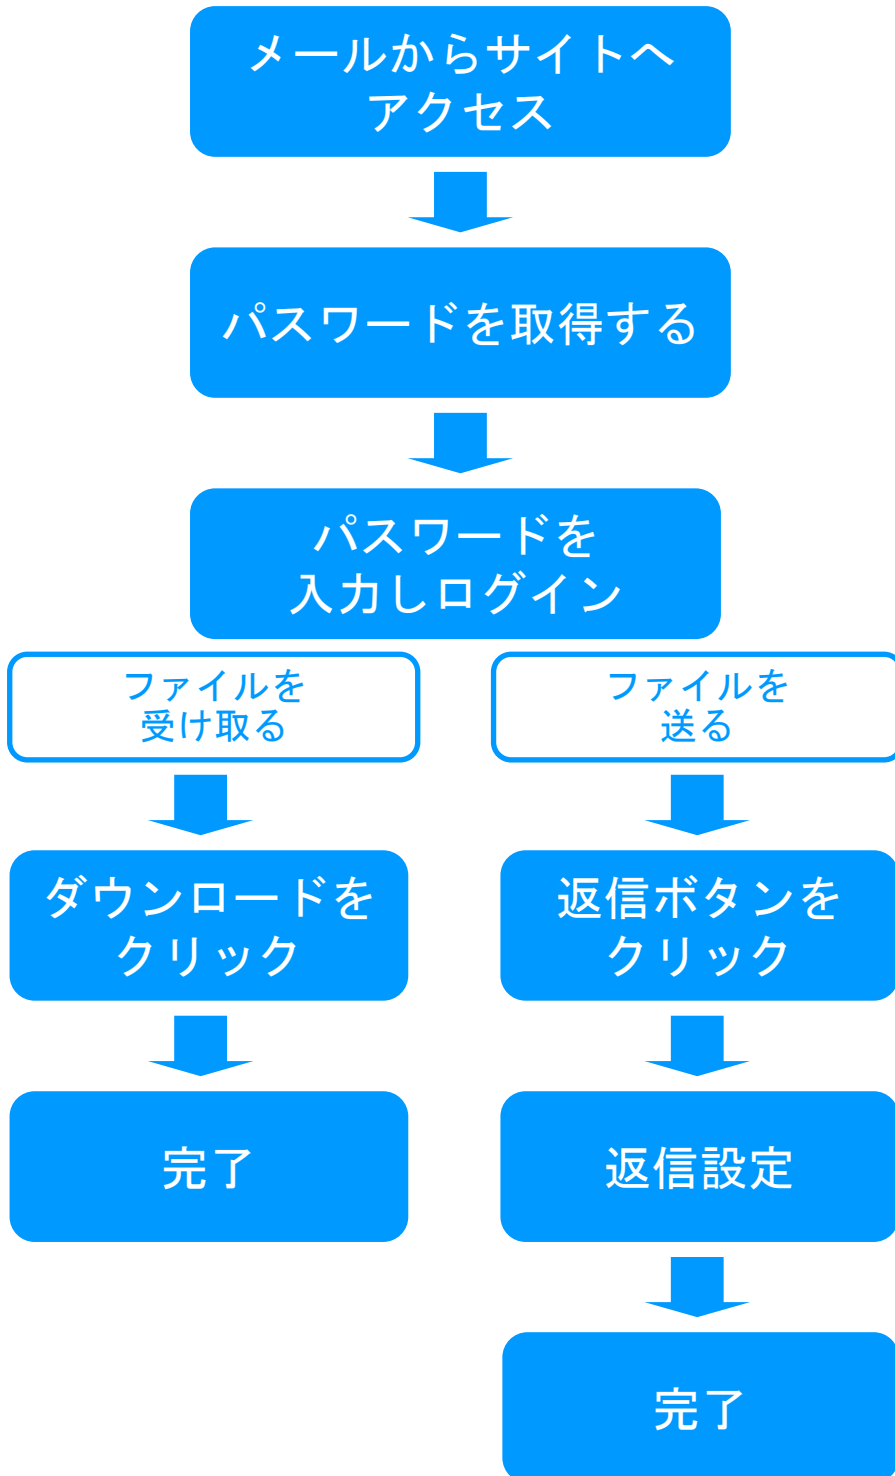 メールからサイトへ
アクセス
パスワードを取得する
パスワードを
入力しログイン
ファイルを
受け取る
ファイルを
送る
ダウンロードを
クリック
返信ボタンを
クリック
完了
返信設定
完了